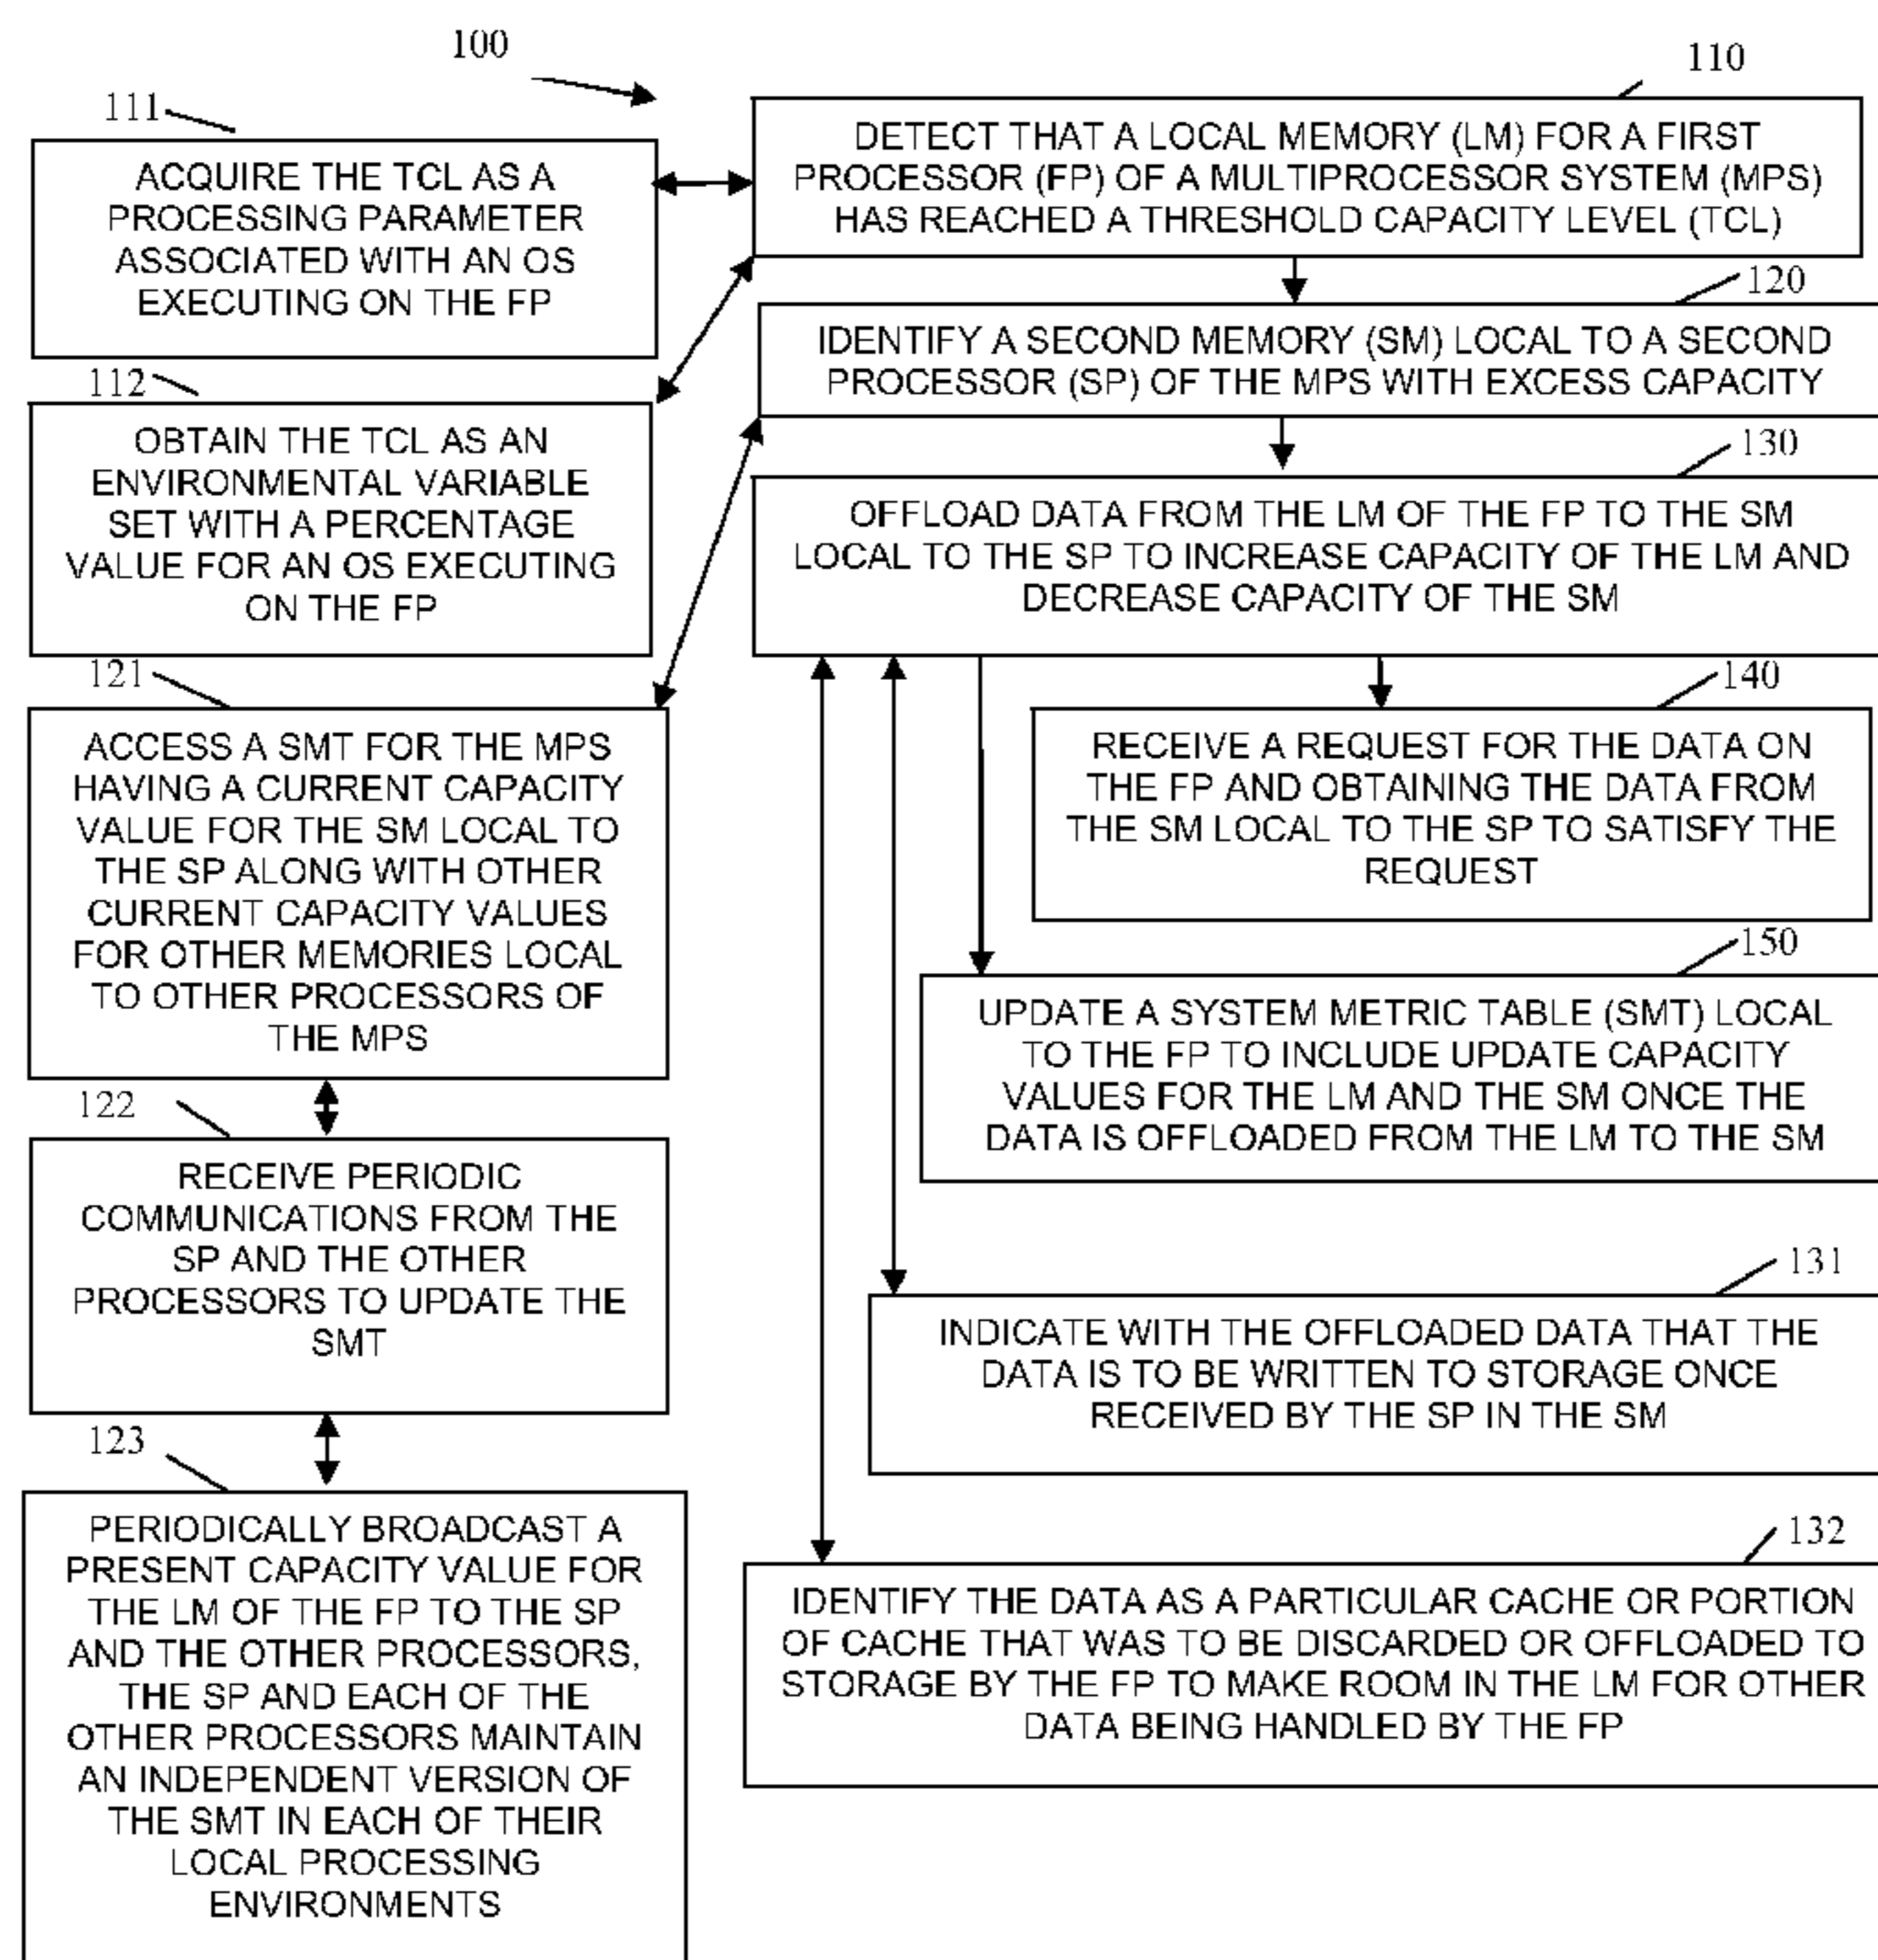 100
110
DETECT THAT A LOCAL MEMORY (LM) FOR A FIRST
PROCESSOR (FP) OF A MULTIPROCESSOR SYSTEM (MPS)
HAS REACHED A THRESHOLD CAPACITY LEVEL (TCL)
111
ACQUIRE THE TCL AS A
PROCESSING PARAMETER
ASSOCIATED WITH AN OS
EXECUTING ON THE FP
112
OBTAIN THE TCL AS AN
ENVIRONMENTAL VARIABLE
SET WITH A PERCENTAGE
VALUE FOR AN OS EXECUTING
ON THE FP
120
IDENTIFY A SECOND MEMORY (SM) LOCAL TO A SECOND
PROCESSOR (SP) OF THE MPS WITH EXCESS CAPACITY
121
ACCESS A SMT FOR THE MPS
HAVING A CURRENT CAPACITY
VALUE FOR THE SM LOCAL TO
THE SP ALONG WITH OTHER
CURRENT CAPACITY VALUES
FOR OTHER MEMORIES LOCAL
TO OTHER PROCESSORS OF
THE MPS
122
RECEIVE PERIODIC
COMMUNICATIONS FROM THE
SP AND THE OTHER
PROCESSORS TO UPDATE THE
SMT
123
PERIODICALLY BROADCAST A
PRESENT CAPACITY VALUE FOR
THE LM OF THE FP TO THE SP
AND THE OTHER PROCESSORS,
THE SP AND EACH OF THE
OTHER PROCESSORS MAINTAIN
AN INDEPENDENT VERSION OF
THE SMT IN EACH OF THEIR
LOCAL PROCESSING
ENVIRONMENTS
130
OFFLOAD DATA FROM THE LM OF THE FP TO THE SM
LOCAL TO THE SP TO INCREASE CAPACITY OF THE LM AND
DECREASE CAPACITY OF THE SM
140
RECEIVE A REQUEST FOR THE DATA ON
THE FP AND OBTAINING THE DATA FROM
THE SM LOCAL TO THE SP TO SATISFY THE
REQUEST
150
UPDATE A SYSTEM METRIC TABLE (SMT) LOCAL
TO THE FP TO INCLUDE UPDATE CAPACITY
VALUES FOR THE LM AND THE SM ONCE THE
DATA IS OFFLOADED FROM THE LM TO THE SM
131
INDICATE WITH THE OFFLOADED DATA THAT THE
DATA IS TO BE WRITTEN TO STORAGE ONCE
RECEIVED BY THE SP IN THE SM
132
IDENTIFY THE DATA AS A PARTICULAR CACHE OR PORTION
OF CACHE THAT WAS TO BE DISCARDED OR OFFLOADED TO
STORAGE BY THE FP TO MAKE ROOM IN THE LM FOR OTHER
DATA BEING HANDLED BY THE FP